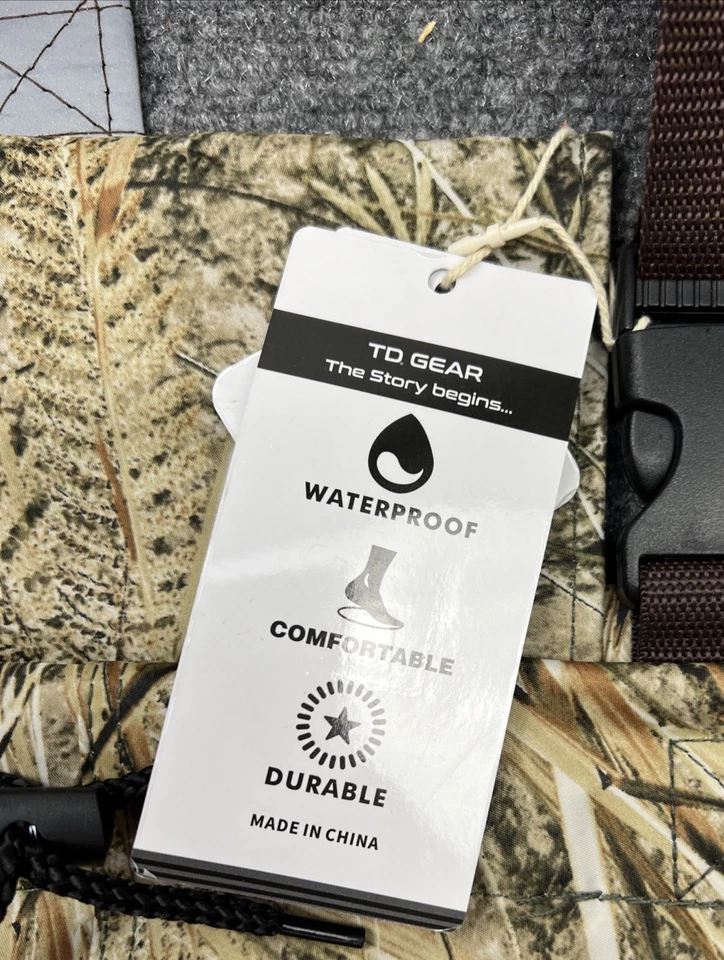 TD GEAR
The Story begins...
WATERPROOF
COMFORTABLE
DURABLE
MADE IN CHINA